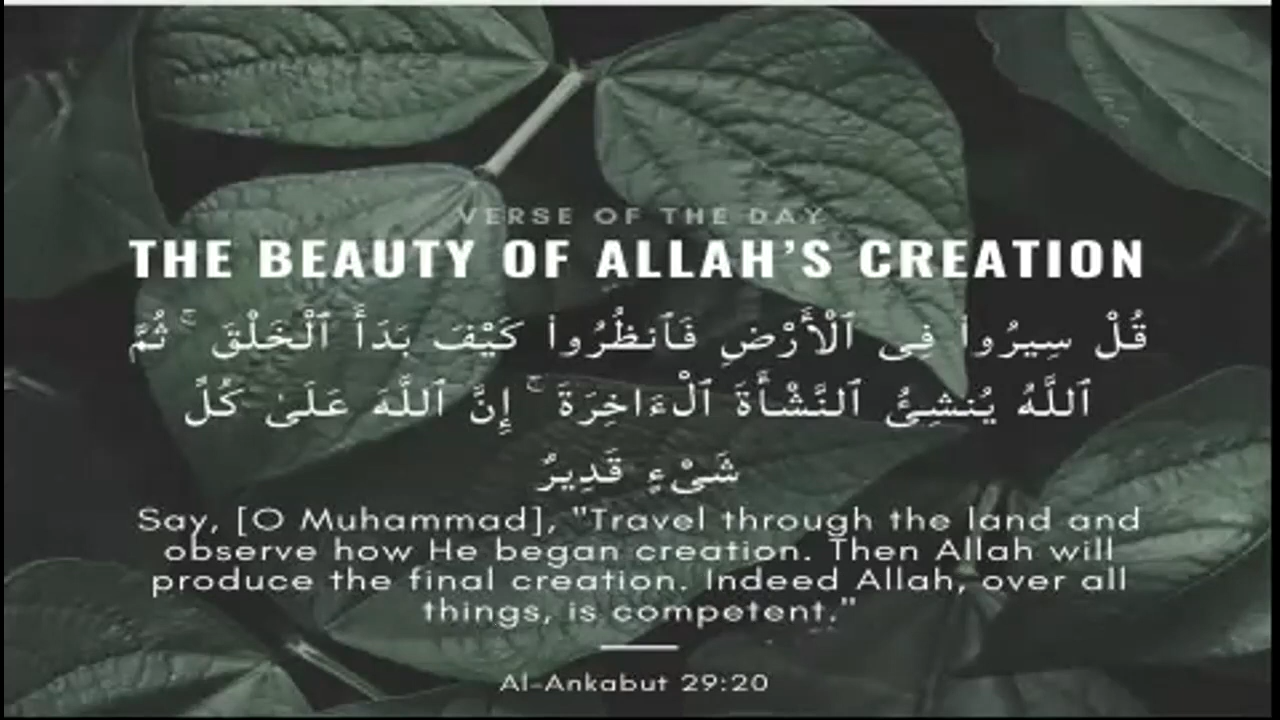 VERSE OF THE DAY
THE BEAUTY OF ALLAH'S CREATION
قُلْ سِيرُوا۟ فِى ٱلْأَرْضِ فَٱنظُرُوا۟ كَيْفَ بَدَأَ ٱلْخَلْقَ ۚ ثُمَّ
ٱللَّهُ يُنشِئُ ٱلنَّشْأَةَ ٱلْءَاخِرَةَ ۚ إِنَّ ٱللَّهَ عَلَىٰ كُلِّ
شَىْءٍ قَدِيرٌ
Say, [O Muhammad], "Travel through the land and
observe how He began creation. Then Allah will
produce the final creation. Indeed Allah, over all
things, is competent."
Al-Ankabut 29:20